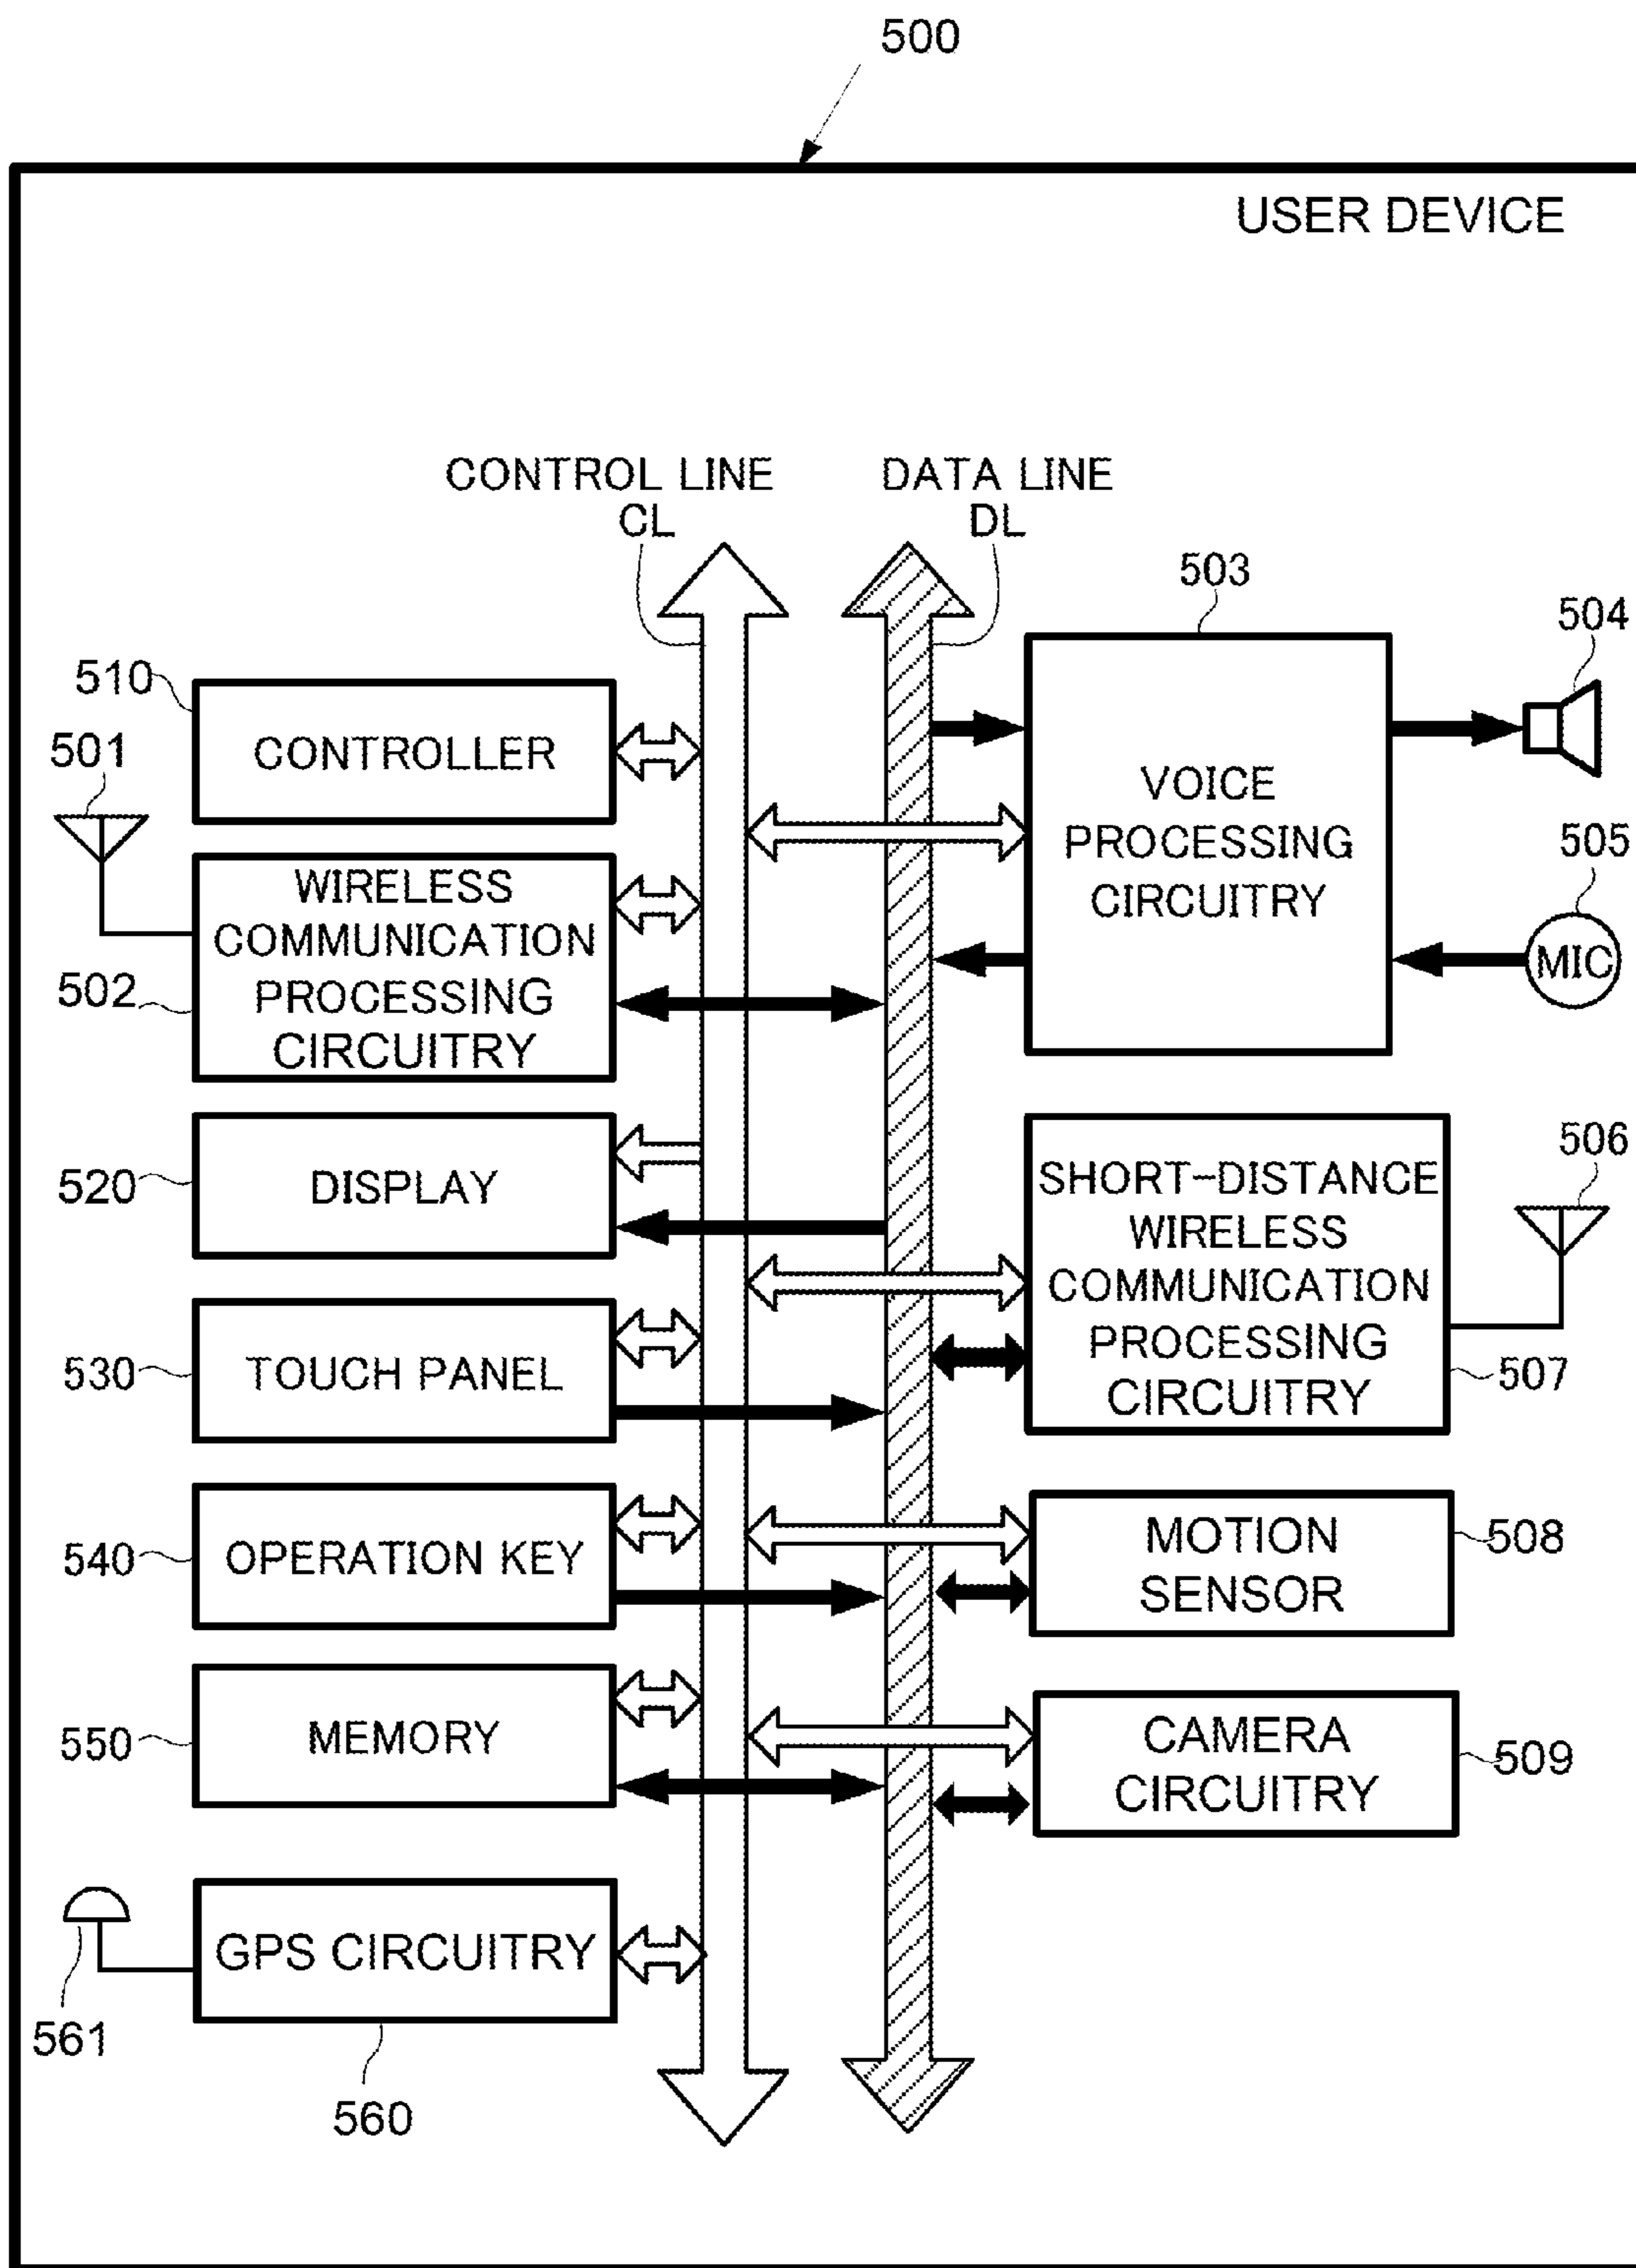 500
USER DEVICE
CONTROL LINE
CL
DATA LINE
DL
503
504
510
CONTROLLER
501
VOICE
PROCESSING
CIRCUITRY
505
MIC
WIRELESS
COMMUNICATION
PROCESSING
CIRCUITRY
502
520
DISPLAY
506
SHORT-DISTANCE
WIRELESS
COMMUNICATION
PROCESSING
CIRCUITRY
507
530
TOUCH PANEL
540
OPERATION KEY
MOTION
SENSOR
508
550
MEMORY
CAMERA
CIRCUITRY
509
GPS CIRCUITRY
561
560